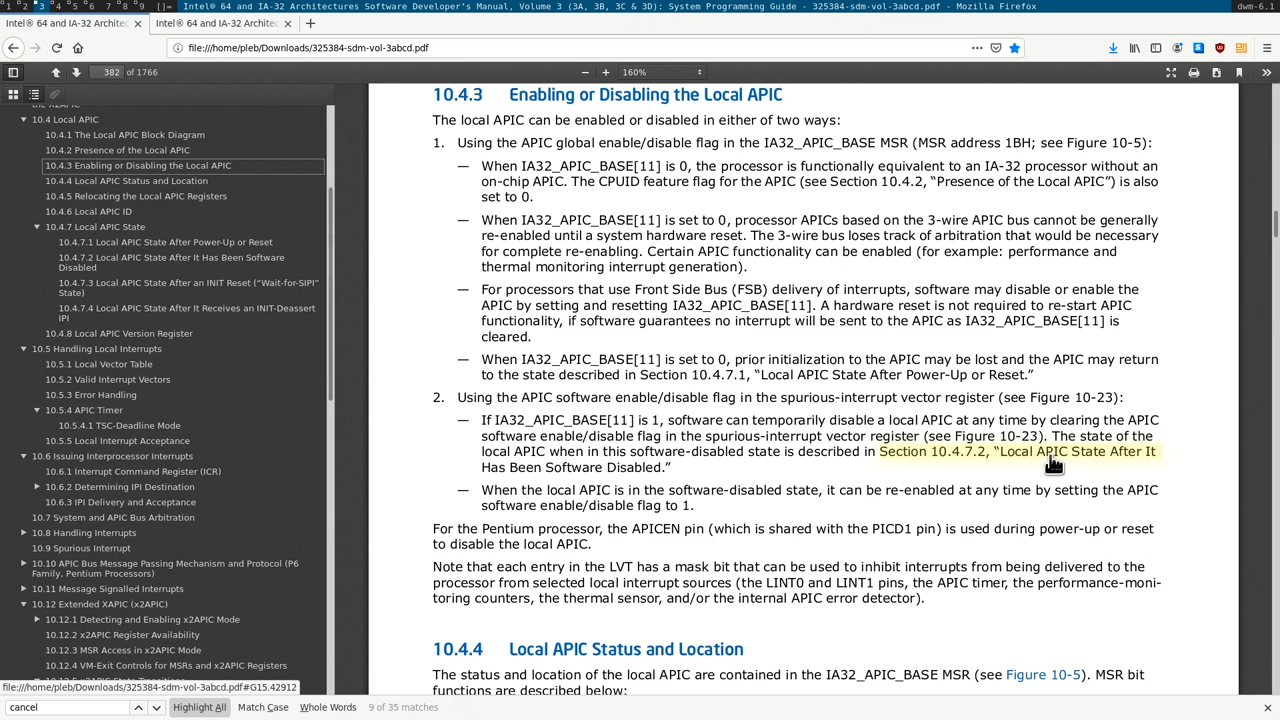 1 2 3 4 5 6 7 8 9 []= Intel® 64 and IA-32 Architectures Software Developer's Manual, Volume 3 (3A, 3B, 3C & 3D): System Programming Guide - 325384-sdm-vol-3abcd.pdf - Mozilla Firefox dwm-6.1
Intel® 64 and IA-32 Architec × Intel® 64 and IA-32 Architec × +
file:///home/pleb/Downloads/325384-sdm-vol-3abcd.pdf
382 of 1766 160%
the x2APIC
10.4 Local APIC
10.4.1 The Local APIC Block Diagram
10.4.2 Presence of the Local APIC
10.4.3 Enabling or Disabling the Local APIC
10.4.4 Local APIC Status and Location
10.4.5 Relocating the Local APIC Registers
10.4.6 Local APIC ID
10.4.7 Local APIC State
10.4.7.1 Local APIC State After Power-Up or Reset
10.4.7.2 Local APIC State After It Has Been Software
Disabled
10.4.7.3 Local APIC State After an INIT Reset (“Wait-for-SIPI”
State)
10.4.7.4 Local APIC State After It Receives an INIT-Deassert
IPI
10.4.8 Local APIC Version Register
10.5 Handling Local Interrupts
10.5.1 Local Vector Table
10.5.2 Valid Interrupt Vectors
10.5.3 Error Handling
10.5.4 APIC Timer
10.5.4.1 TSC-Deadline Mode
10.5.5 Local Interrupt Acceptance
10.6 Issuing Interprocessor Interrupts
10.6.1 Interrupt Command Register (ICR)
10.6.2 Determining IPI Destination
10.6.3 IPI Delivery and Acceptance
10.7 System and APIC Bus Arbitration
10.8 Handling Interrupts
10.9 Spurious Interrupt
10.10 APIC Bus Message Passing Mechanism and Protocol (P6
Family, Pentium Processors)
10.11 Message Signalled Interrupts
10.12 Extended XAPIC (x2APIC)
10.12.1 Detecting and Enabling x2APIC Mode
10.12.2 x2APIC Register Availability
10.12.3 MSR Access in x2APIC Mode
10.12.4 VM-Exit Controls for MSRs and x2APIC Registers
file:///home/pleb/Downloads/325384-sdm-vol-3abcd.pdf#G15.42912
10.4.3 Enabling or Disabling the Local APIC
The local APIC can be enabled or disabled in either of two ways:
1. Using the APIC global enable/disable flag in the IA32_APIC_BASE MSR (MSR address 1BH; see Figure 10-5):
— When IA32_APIC_BASE[11] is 0, the processor is functionally equivalent to an IA-32 processor without an
on-chip APIC. The CPUID feature flag for the APIC (see Section 10.4.2, “Presence of the Local APIC”) is also
set to 0.
— When IA32_APIC_BASE[11] is set to 0, processor APICs based on the 3-wire APIC bus cannot be generally
re-enabled until a system hardware reset. The 3-wire bus loses track of arbitration that would be necessary
for complete re-enabling. Certain APIC functionality can be enabled (for example: performance and
thermal monitoring interrupt generation).
— For processors that use Front Side Bus (FSB) delivery of interrupts, software may disable or enable the
APIC by setting and resetting IA32_APIC_BASE[11]. A hardware reset is not required to re-start APIC
functionality, if software guarantees no interrupt will be sent to the APIC as IA32_APIC_BASE[11] is
cleared.
— When IA32_APIC_BASE[11] is set to 0, prior initialization to the APIC may be lost and the APIC may return
to the state described in Section 10.4.7.1, “Local APIC State After Power-Up or Reset.”
2. Using the APIC software enable/disable flag in the spurious-interrupt vector register (see Figure 10-23):
— If IA32_APIC_BASE[11] is 1, software can temporarily disable a local APIC at any time by clearing the APIC
software enable/disable flag in the spurious-interrupt vector register (see Figure 10-23). The state of the
local APIC when in this software-disabled state is described in Section 10.4.7.2, “Local APIC State After It
Has Been Software Disabled.”
— When the local APIC is in the software-disabled state, it can be re-enabled at any time by setting the APIC
software enable/disable flag to 1.
For the Pentium processor, the APICEN pin (which is shared with the PICD1 pin) is used during power-up or reset
to disable the local APIC.
Note that each entry in the LVT has a mask bit that can be used to inhibit interrupts from being delivered to the
processor from selected local interrupt sources (the LINT0 and LINT1 pins, the APIC timer, the performance-moni-
toring counters, the thermal sensor, and/or the internal APIC error detector).
10.4.4 Local APIC Status and Location
The status and location of the local APIC are contained in the IA32_APIC_BASE MSR (see Figure 10-5). MSR bit
functions are described below:
cancel Highlight All Match Case Whole Words 9 of 35 matches